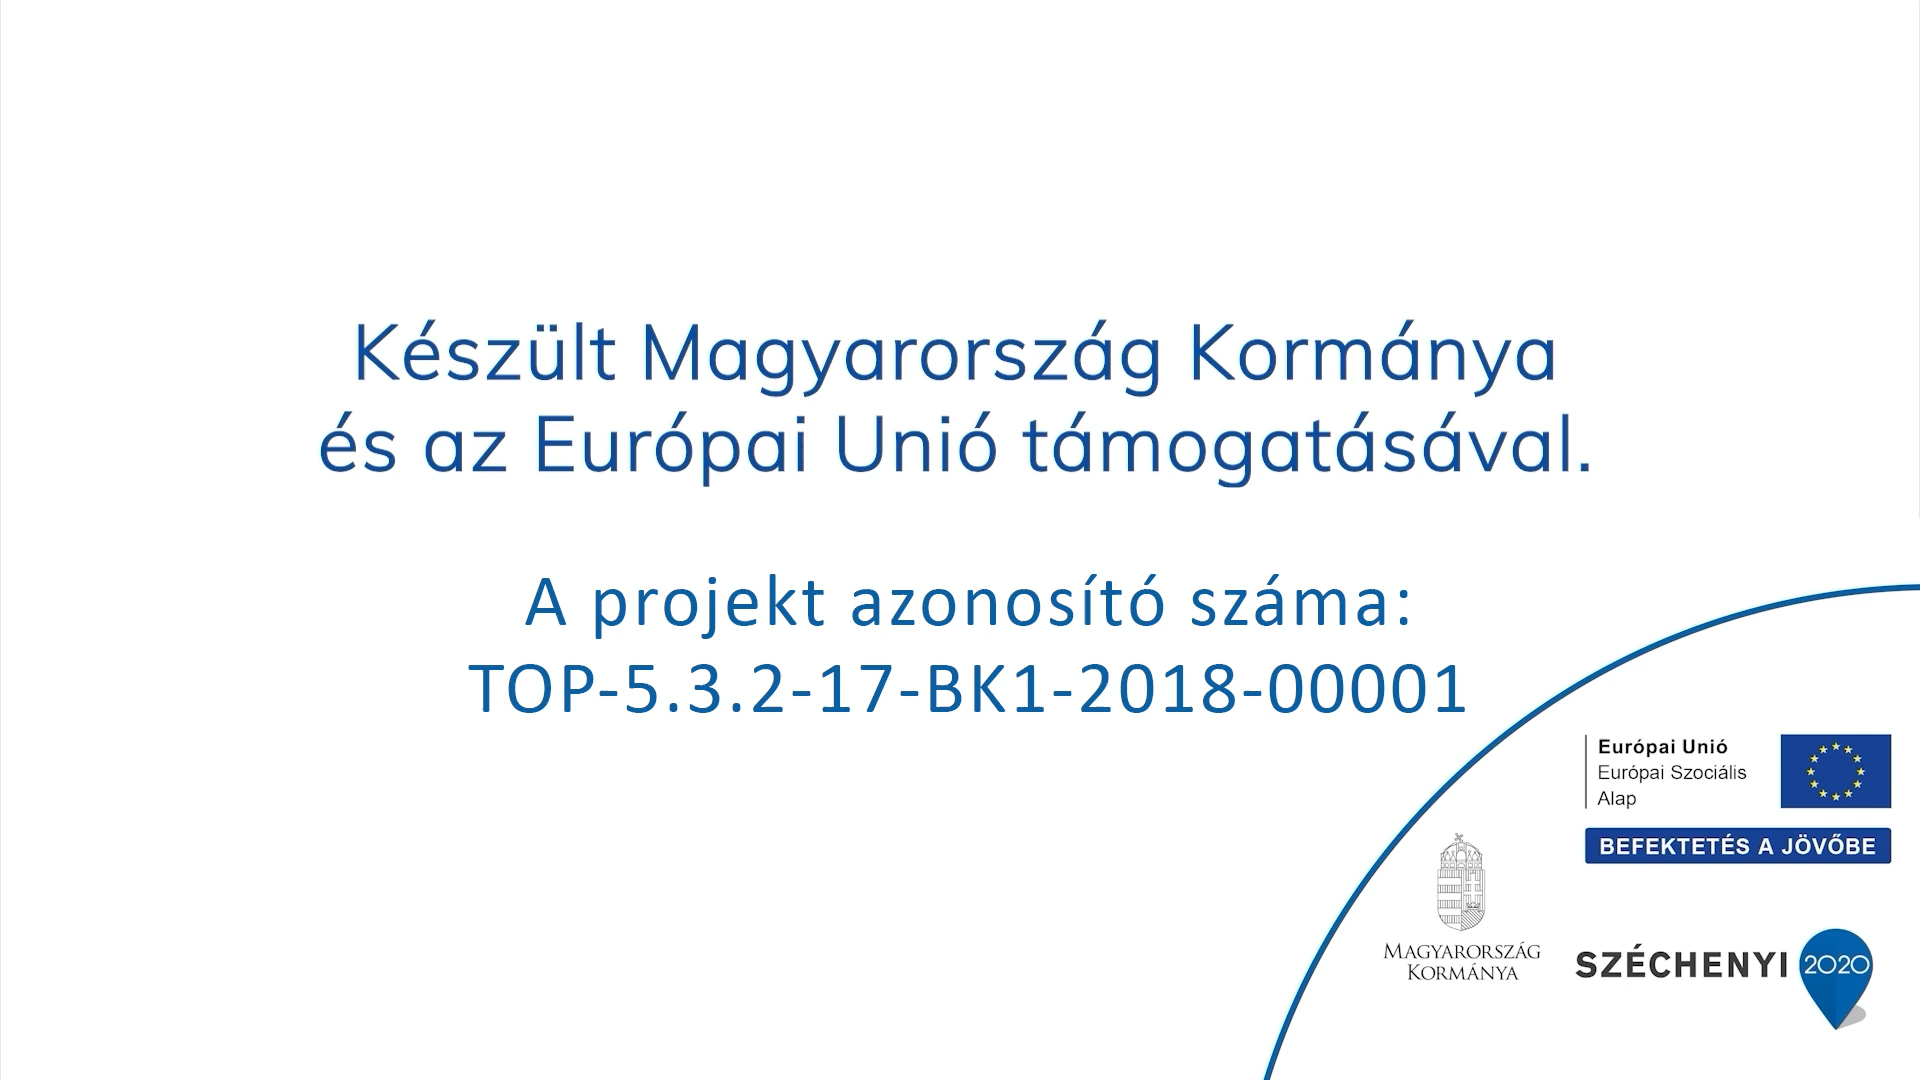 Készült Magyarország Kormánya
és az Európai Unió támogatásával.
A projekt azonosító száma:
TOP-5.3.2-17-BK1-2018-00001
Európai Unió
Európai Szociális
Alap
BEFEKTETÉS A JÖVŐBE
MAGYARORSZÁG
KORMÁNYA
SZÉCHENYI 2020